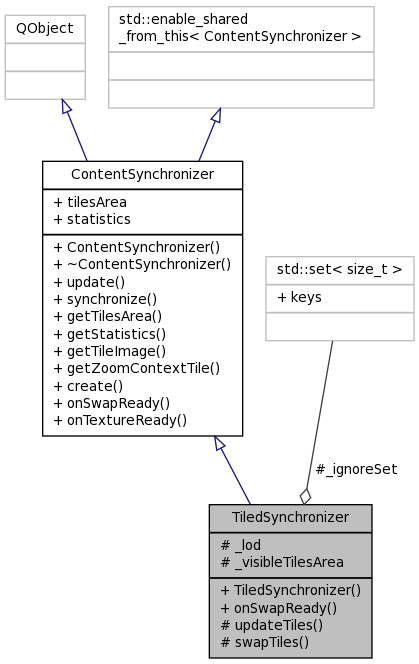 QObject
std::enable_shared
_from_this< ContentSynchronizer >
ContentSynchronizer
+ tilesArea
+ statistics
+ ContentSynchronizer()
+ ~ContentSynchronizer()
+ update()
+ synchronize()
+ getTilesArea()
+ getStatistics()
+ getTileImage()
+ getZoomContextTile()
+ create()
+ onSwapReady()
+ onTextureReady()
std::set< size_t >
+ keys
#_ignoreSet
TiledSynchronizer
# _lod
# _visibleTilesArea
+ TiledSynchronizer()
+ onSwapReady()
# updateTiles()
# swapTiles()